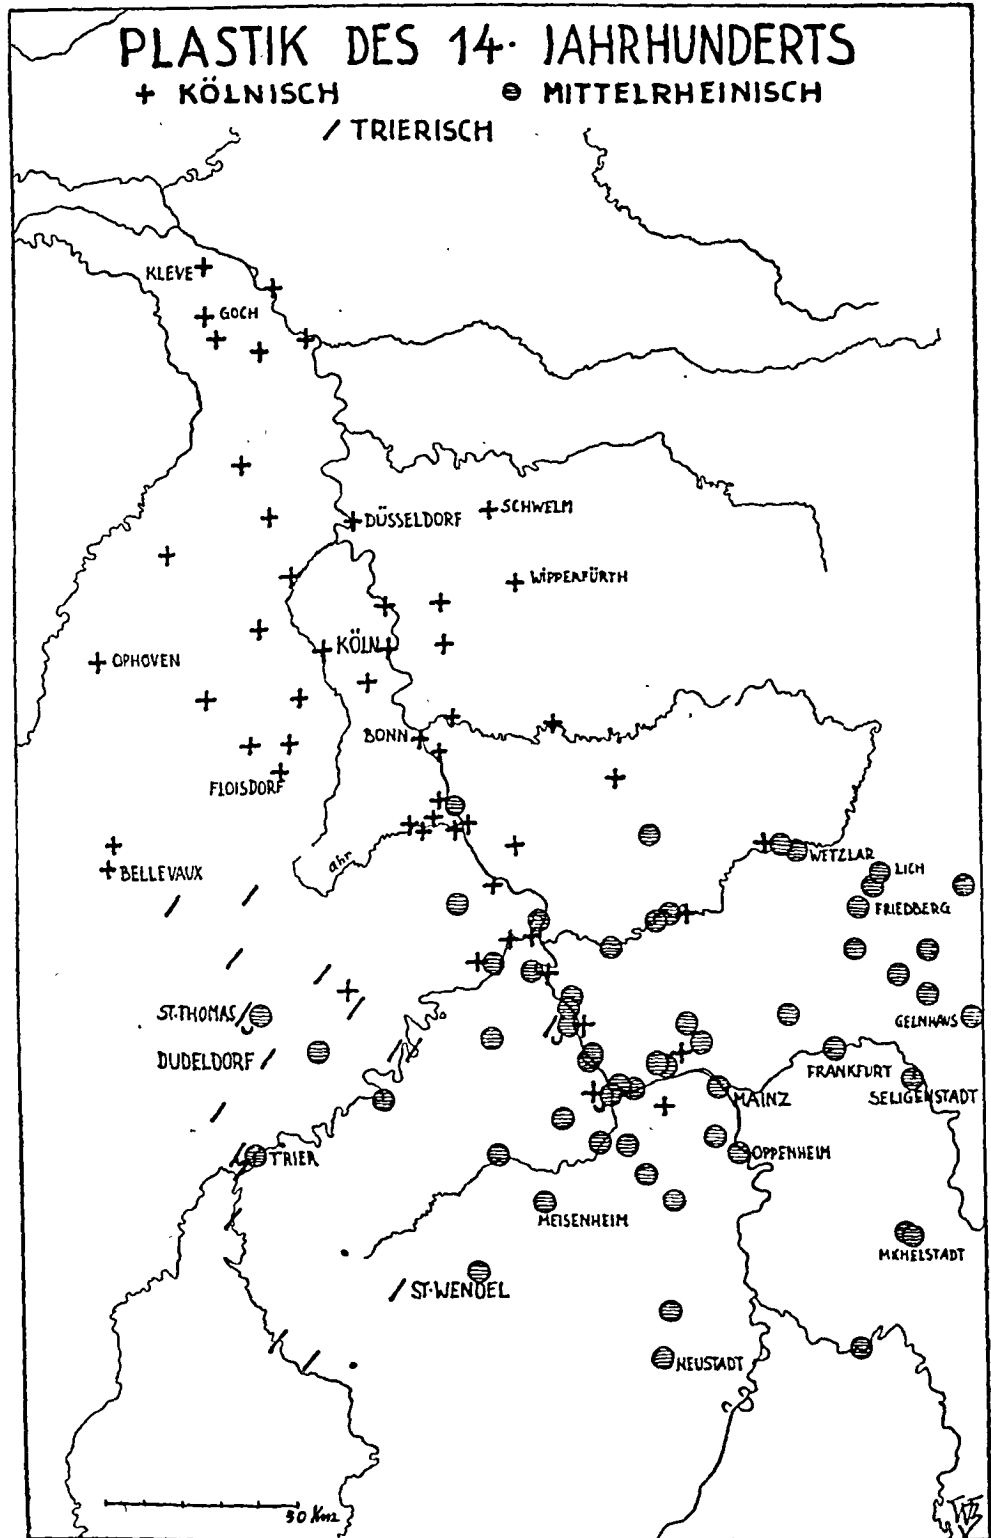 PLASTIK DES 14. JAHRHUNDERTS
+ KÖLNISCH
MITTELRHEINISCH
/ TRIERISCH
KLEVE
GOCH
DÜSSELDORF
SCHWELM
WIPPERFÜRTH
KÖLN
OPHOVEN
BONN
FLOISDORF
ahr
WETZLAR
BELLEVAUX
LICH
FRIEDBERG
ST. THOMAS
GELNHAUS
DUDELDORF
FRANKFURT
MAINZ
SELIGENSTADT
TRIER
OPPENHEIM
MEISENHEIM
MICHELSTADT
ST. WENDEL
NEUSTADT
50 Km